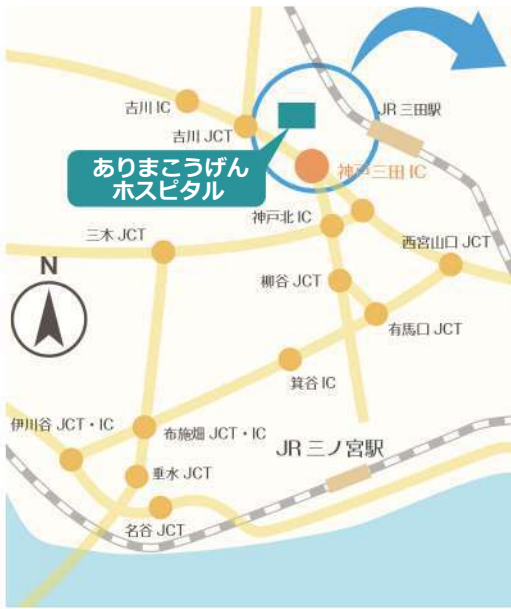 吉川 IC
JR 三田駅
吉川 JCT
ありまこうげん
ホスピタル
神戸三田 IC
神戸北 IC
三木 JCT
西宮山口 JCT
N
柳谷 JCT
有馬口 JCT
箕谷 IC
伊川谷 JCT・IC
布施畑 JCT・IC
JR 三ノ宮駅
垂水 JCT
名谷 JCT